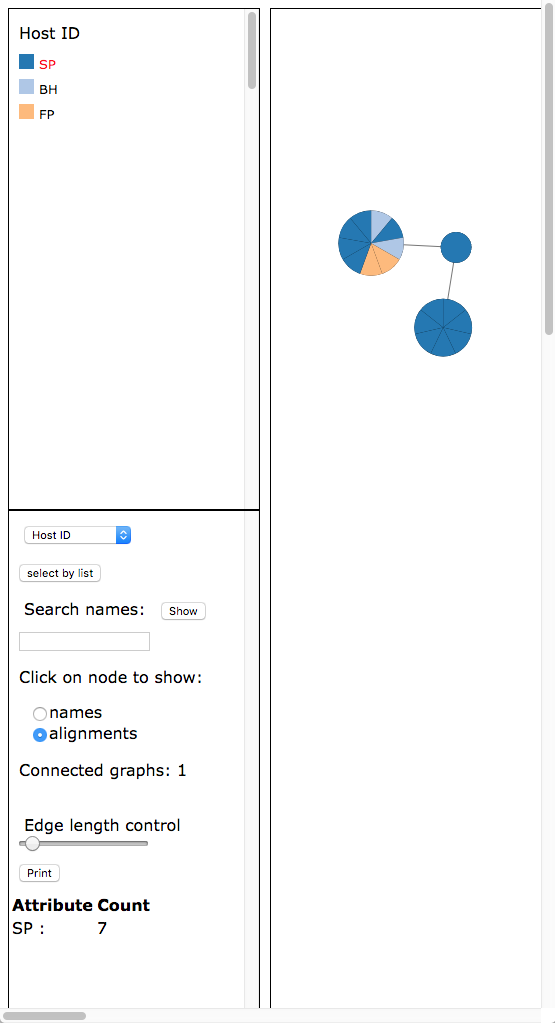 Host ID
SP
BH
FP
Host ID
select by list
Search names: Show
Click on node to show:
names
alignments
Connected graphs: 1
Edge length control
Print
Attribute Count
SP : 7